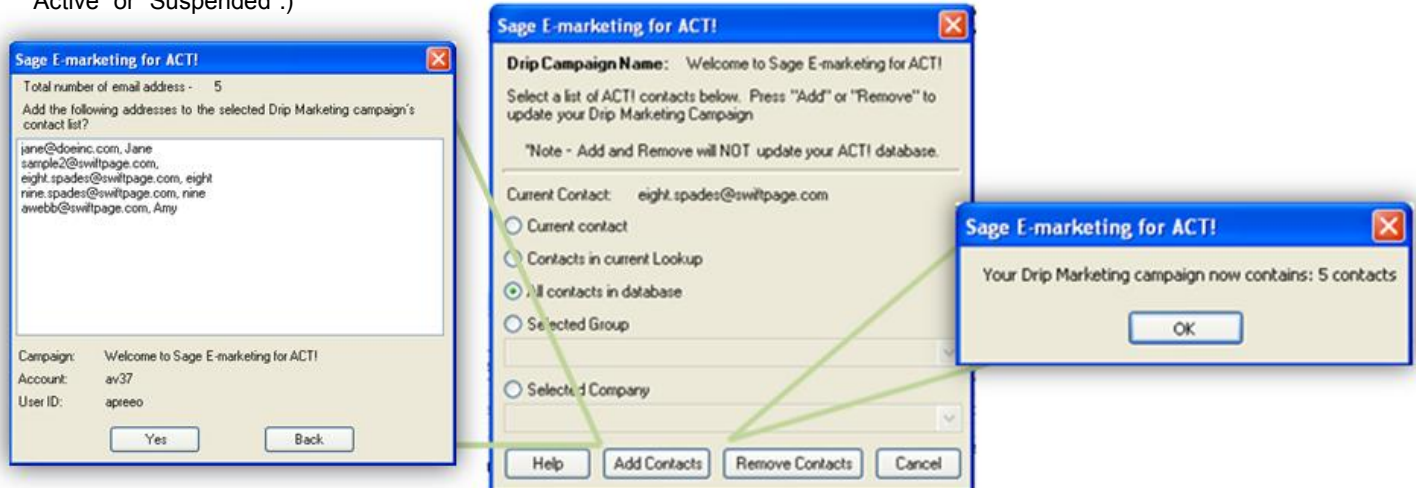 "Active" or "Suspended".)
Sage E-marketing for ACT!
Total number of email address - 5
Add the following addresses to the selected Drip Marketing campaign's
contact list?
jane@doeinc.com, Jane
sample2@swiftpage.com,
eight.spades@swiftpage.com, eight
nine.spades@swiftpage.com, nine
awebb@swiftpage.com, Amy
Campaign: Welcome to Sage E-marketing for ACT!
Account: av37
User ID: apreeo
Yes Back
Sage E-marketing for ACT!
Drip Campaign Name: Welcome to Sage E-marketing for ACT!
Select a list of ACT! contacts below. Press "Add" or "Remove" to
update your Drip Marketing Campaign
*Note - Add and Remove will NOT update your ACT! database.
Current Contact: eight.spades@swiftpage.com
Current contact
Contacts in current Lookup
All contacts in database
Selected Group
Selected Company
Help Add Contacts Remove Contacts Cancel
Sage E-marketing for ACT!
Your Drip Marketing campaign now contains: 5 contacts
OK